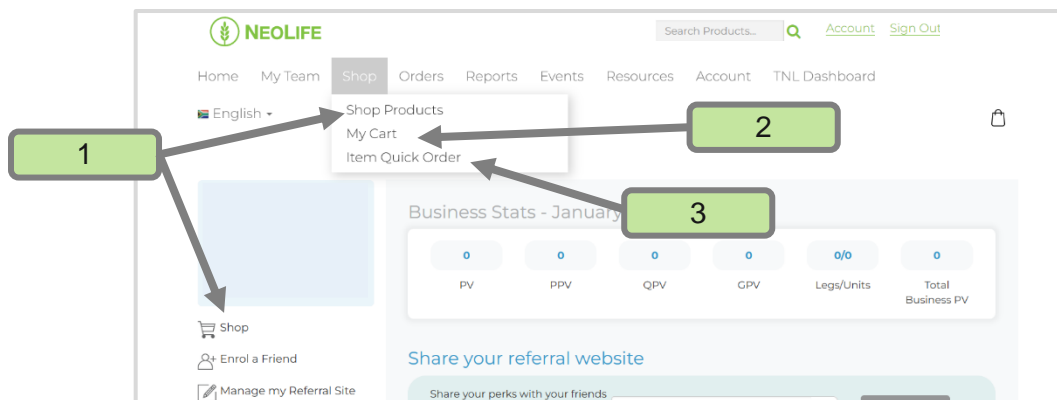 NEOLIFE
Search Products...
Account Sign Out
Home My Team Shop Orders Reports Events Resources Account TNL Dashboard
English
Shop Products
My Cart
Item Quick Order
1
2
3
Business Stats - January
0 0 0 0 0/0 0
PV PPV QPV GPV Legs/Units Total
Business PV
Shop
Enrol a Friend
Manage my Referral Site
Share your referral website
Share your perks with your friends